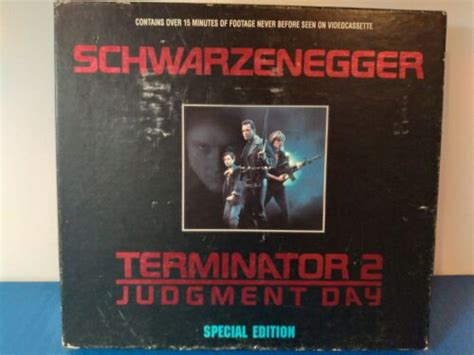 CONTAINS OVER 15 MINUTES OF FOOTAGE NEVER BEFORE SEEN ON VIDEOCASSETTE
SCHWARZENEGGER
TERMINATOR 2
JUDGMENT DAY
SPECIAL EDITION